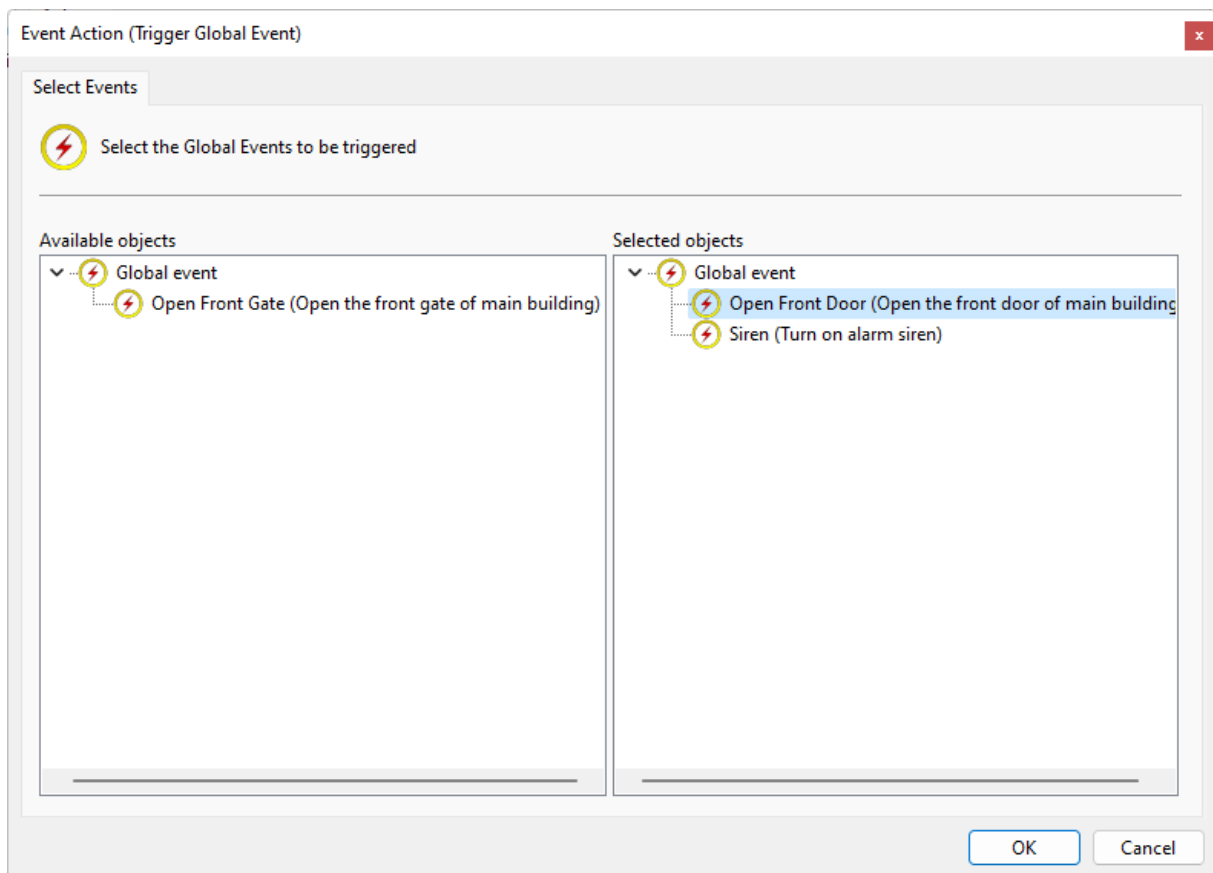 Event Action (Trigger Global Event)
x
Select Events
Select the Global Events to be triggered
Available objects
Global event
Open Front Gate (Open the front gate of main building)
Selected objects
Global event
Open Front Door (Open the front door of main building
Siren (Turn on alarm siren)
OK
Cancel